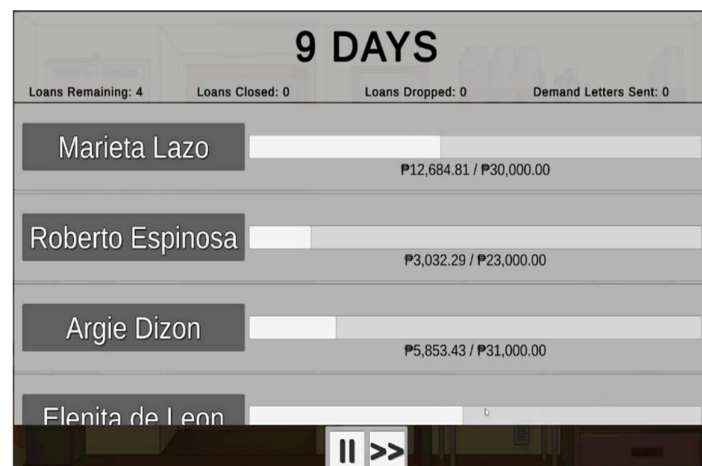 9 DAYS
Loans Remaining: 4 Loans Closed: 0 Loans Dropped: 0 Demand Letters Sent: 0
Marieta Lazo
₱12,684.81 / ₱30,000.00
Roberto Espinosa
₱3,032.29 / ₱23,000.00
Argie Dizon
₱5,853.43 / ₱31,000.00
Elenita de Leon
>>